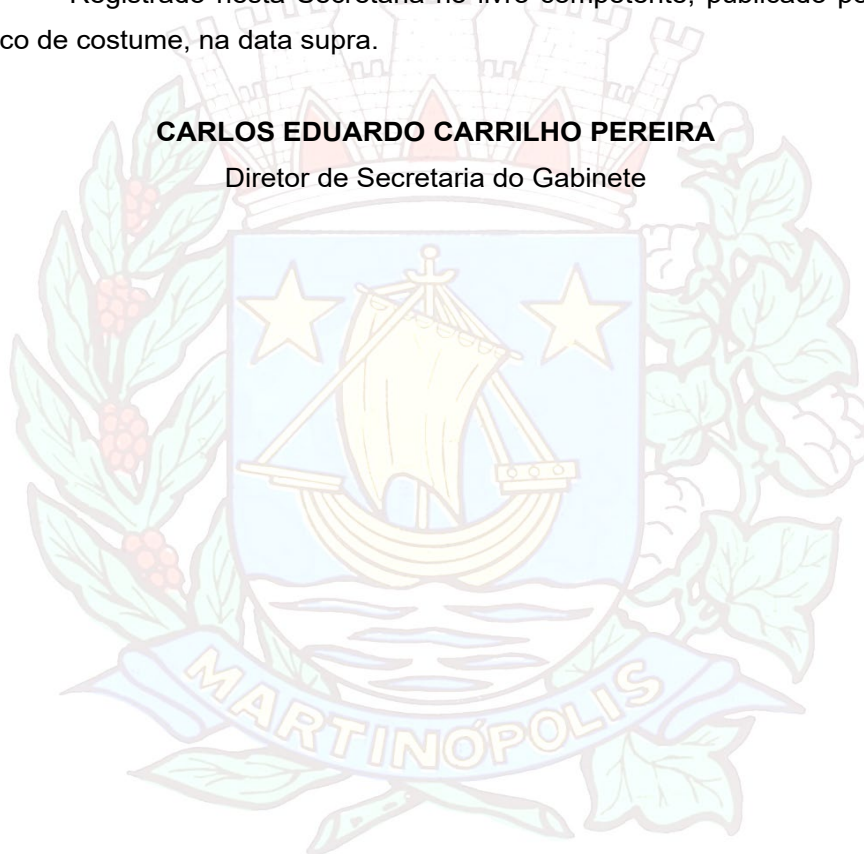 Registrado nesta Secretaria no livro competente, publicado
co de costume, na data supra.
CARLOS EDUARDO CARRILHO PEREIRA
Diretor de Secretaria do Gabinete
MARTINÓPOLIS